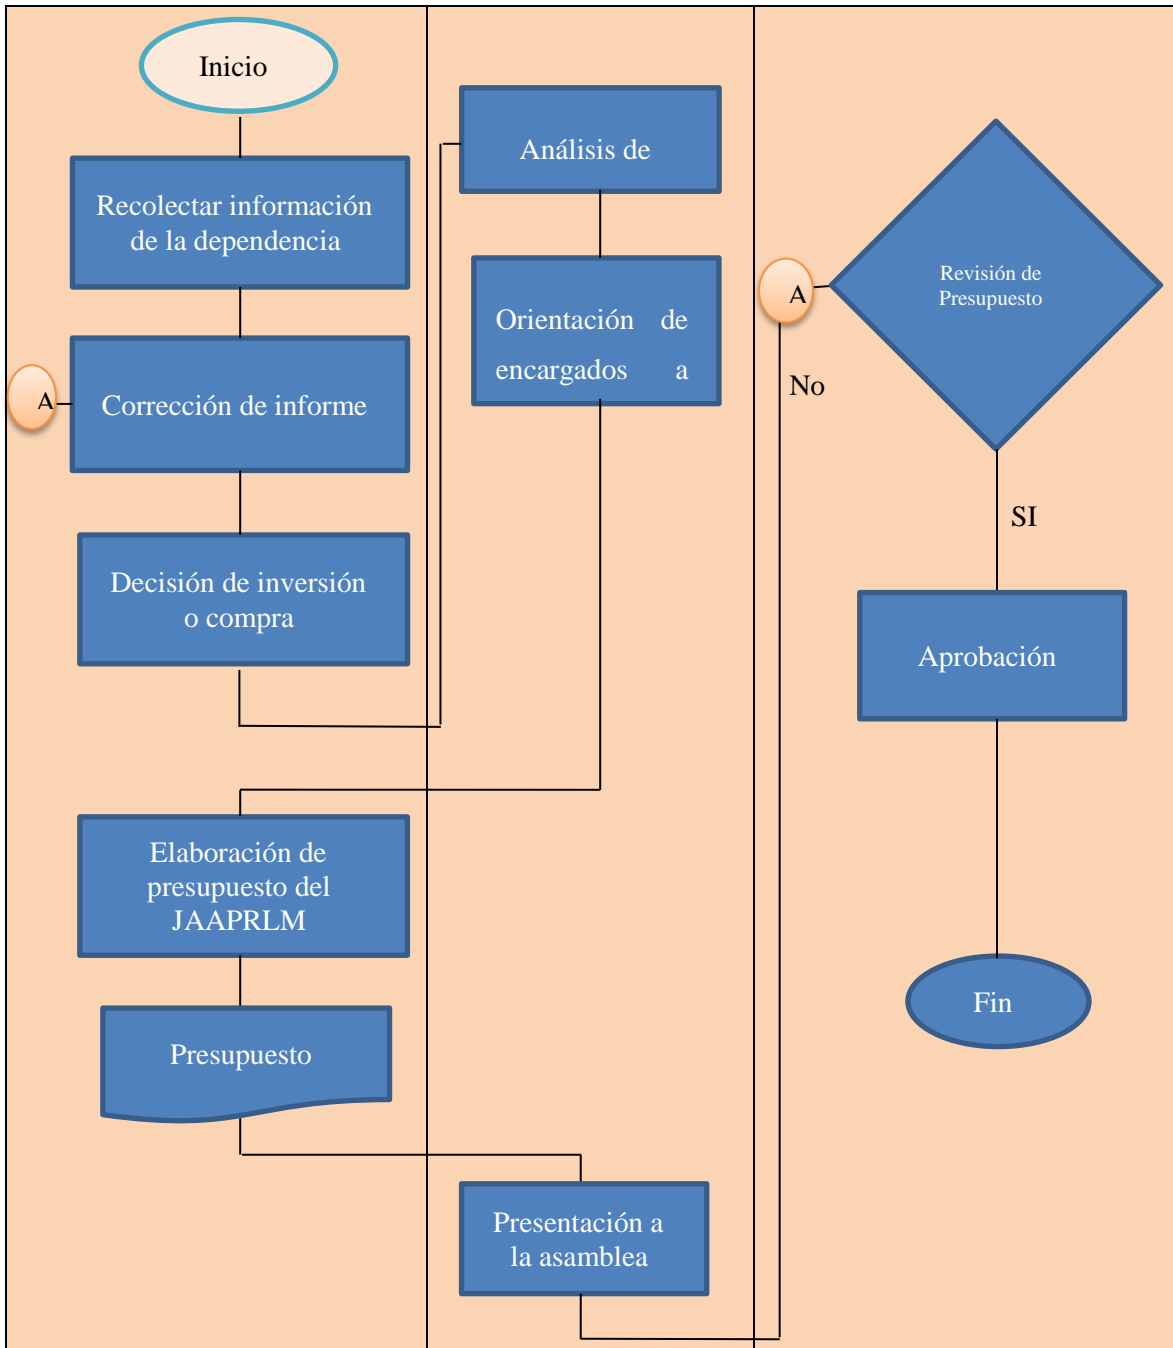 Inicio
Recolectar información
de la dependencia
A
Corrección de informe
Decisión de inversión
o compra
Elaboración de
presupuesto del
JAAPRLM
Presupuesto
Análisis de
Orientación de
encargados a
Presentación a
la asamblea
A
No
Revisión de
Presupuesto
SI
Aprobación
Fin